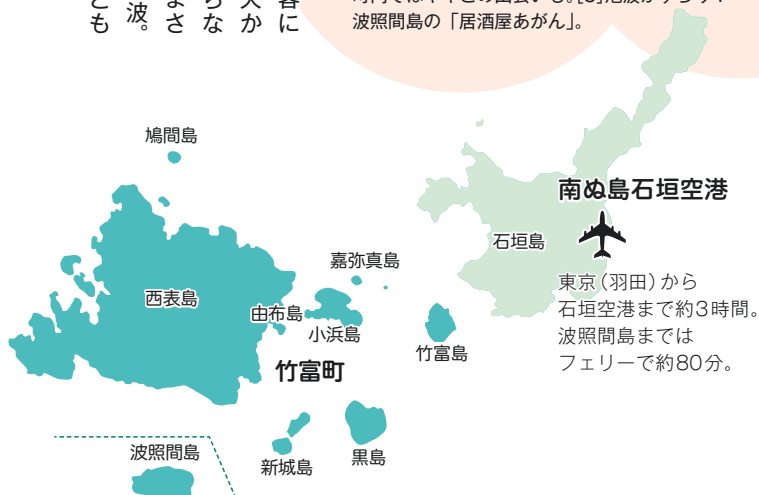 波照間島の「居酒屋あがん」。
鳩間島
南ぬ島石垣空港
石垣島
東京（羽田）から
石垣空港まで約3時間。
波照間島までは
フェリーで約80分。
嘉弥真島
西表島
由布島
小浜島
竹富島
竹富町
波照間島
新城島
黒島